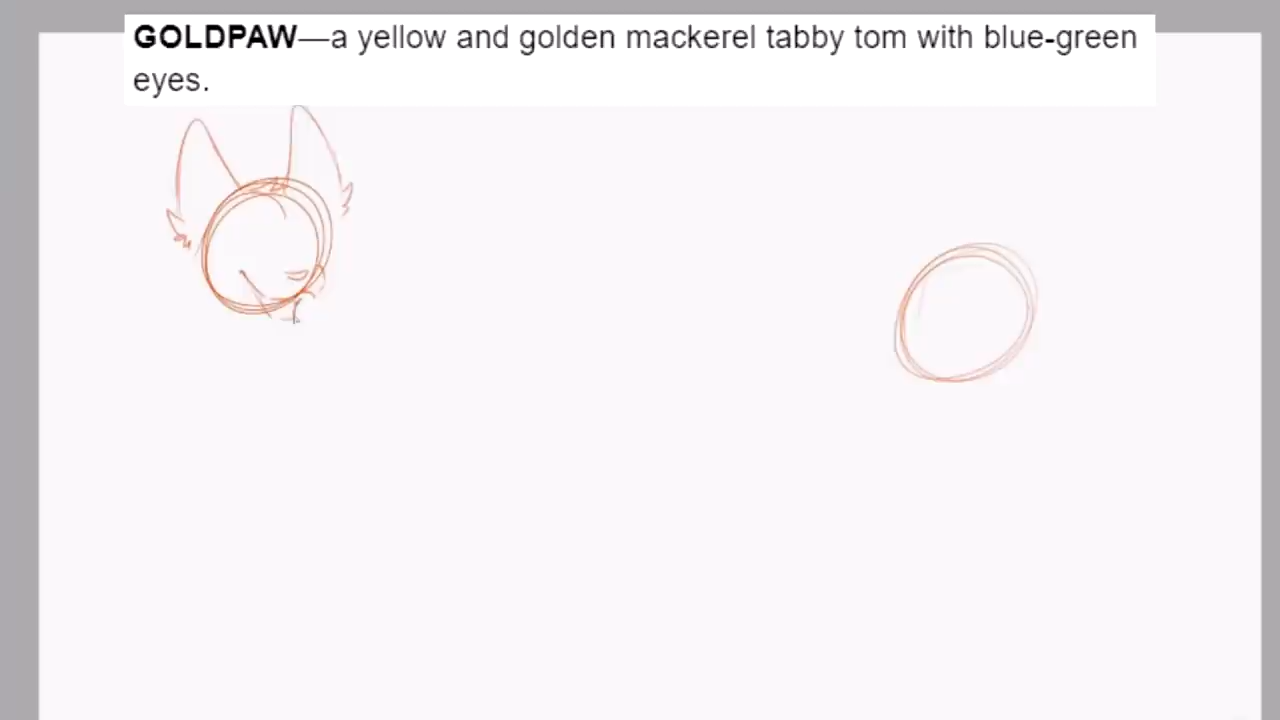 GOLDPAW—a yellow and golden mackerel tabby tom with blue-green
eyes.